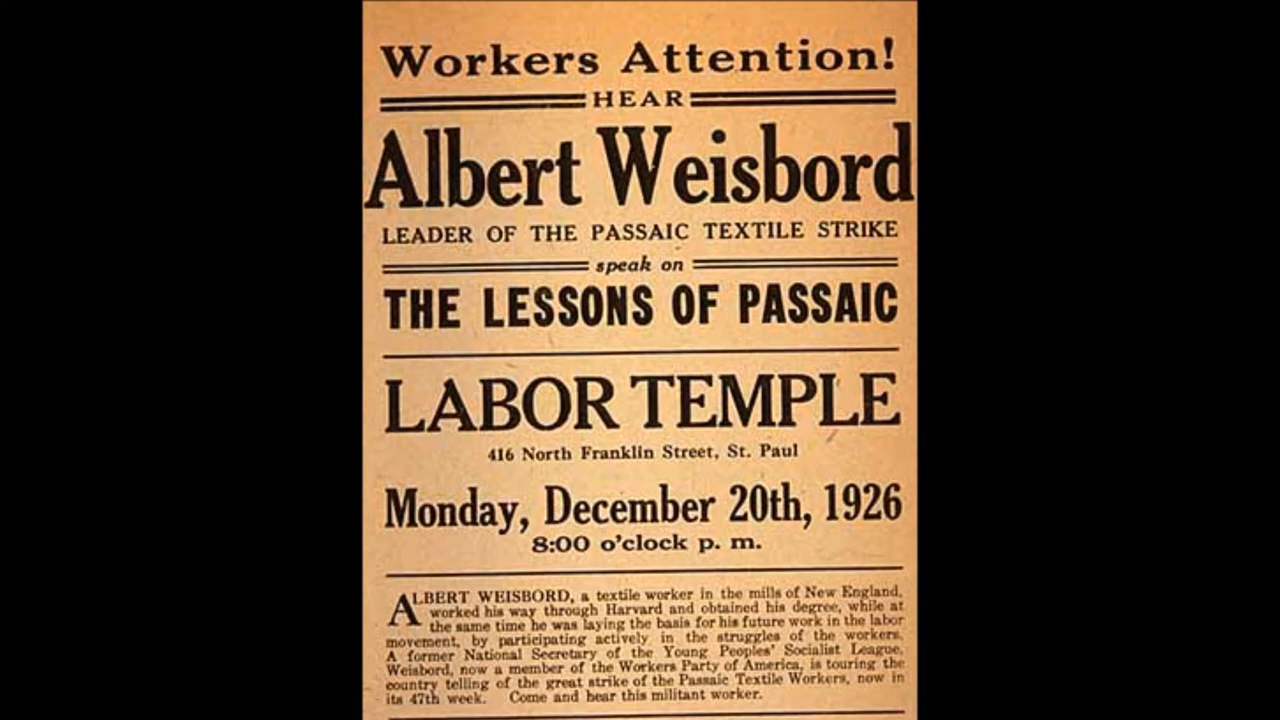 Workers Attention!
HEAR
Albert Weisbord
LEADER OF THE PASSAIC TEXTILE STRIKE
speak on
THE LESSONS OF PASSAIC
LABOR TEMPLE
416 North Franklin Street, St. Paul
Monday, December 20th, 1926
8:00 o'clock p. m.
ALBERT WEISBORD, a textile worker in the mills of New England,
worked his way through Harvard and obtained his degree, while at
the same time he was laying the basis for his future work in the labor
movement, by participating actively in the struggles of the workers.
A former National Secretary of the Young Peoples' Socialist League,
Weisbord, now a member of the Workers Party of America, is touring the
country telling of the great strike of the Passaic Textile Workers, now in
its 47th week. Come and hear this militant worker.